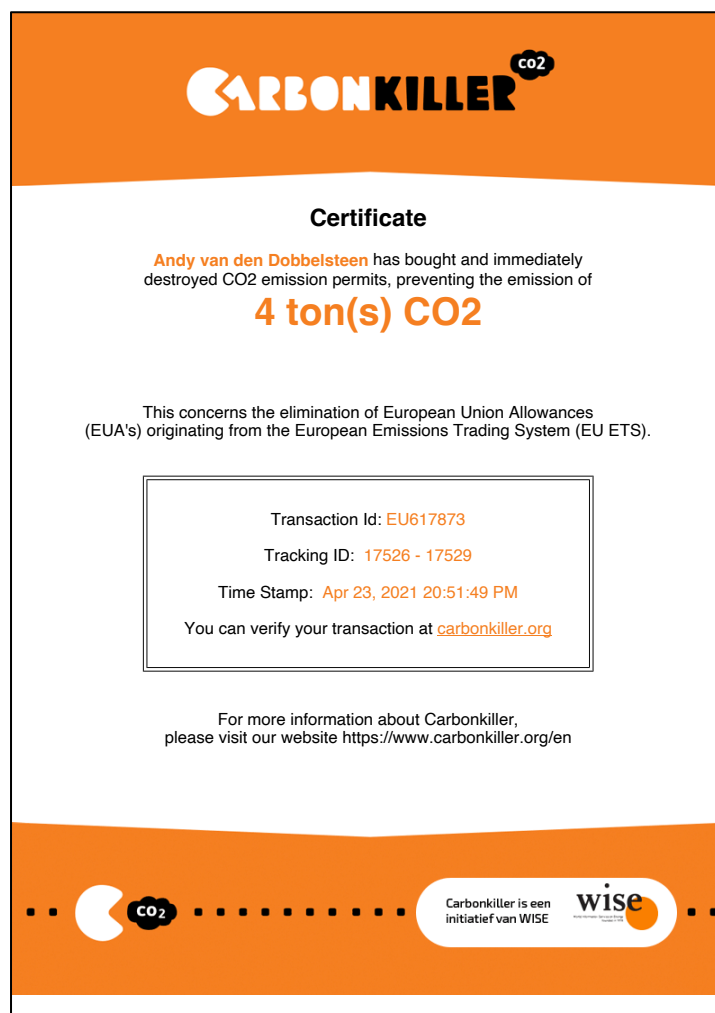 CARBONKILLER co2
Certificate
Andy van den Dobbelsteen has bought and immediately
destroyed CO2 emission permits, preventing the emission of
4 ton(s) CO2
This concerns the elimination of European Union Allowances
(EUA's) originating from the European Emissions Trading System (EU ETS).
Transaction Id: EU617873
Tracking ID: 17526 - 17529
Time Stamp: Apr 23, 2021 20:51:49 PM
You can verify your transaction at carbonkiller.org
For more information about Carbonkiller,
please visit our website https://www.carbonkiller.org/en
CO2
Carbonkiller is een
initiatief van WISE
wise